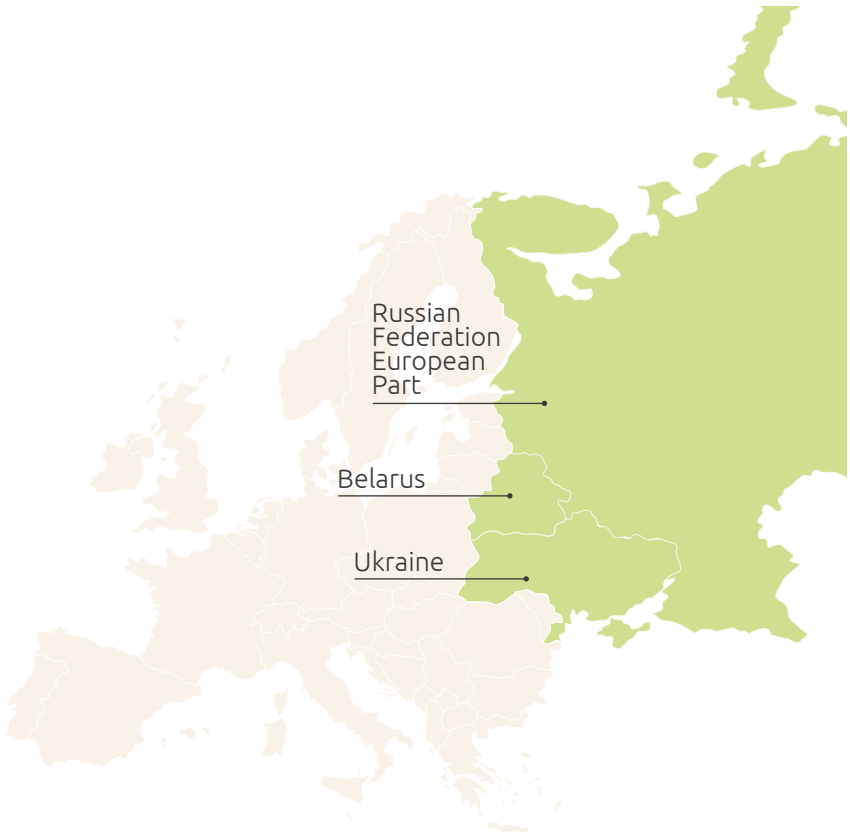 Russian
Federation
European
Part
Belarus
Ukraine